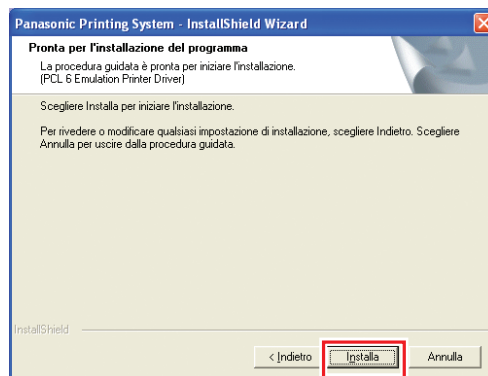 Panasonic Printing System - InstallShield Wizard
Pronta per l'installazione del programma
La procedura guidata è pronta per iniziare l'installazione.
(PCL 6 Emulation Printer Driver)
Scegliere Installa per iniziare l'installazione.
Per rivedere o modificare qualsiasi impostazione di installazione, scegliere Indietro. Scegliere
Annulla per uscire dalla procedura guidata.
InstallShield
< Indietro Installa Annulla